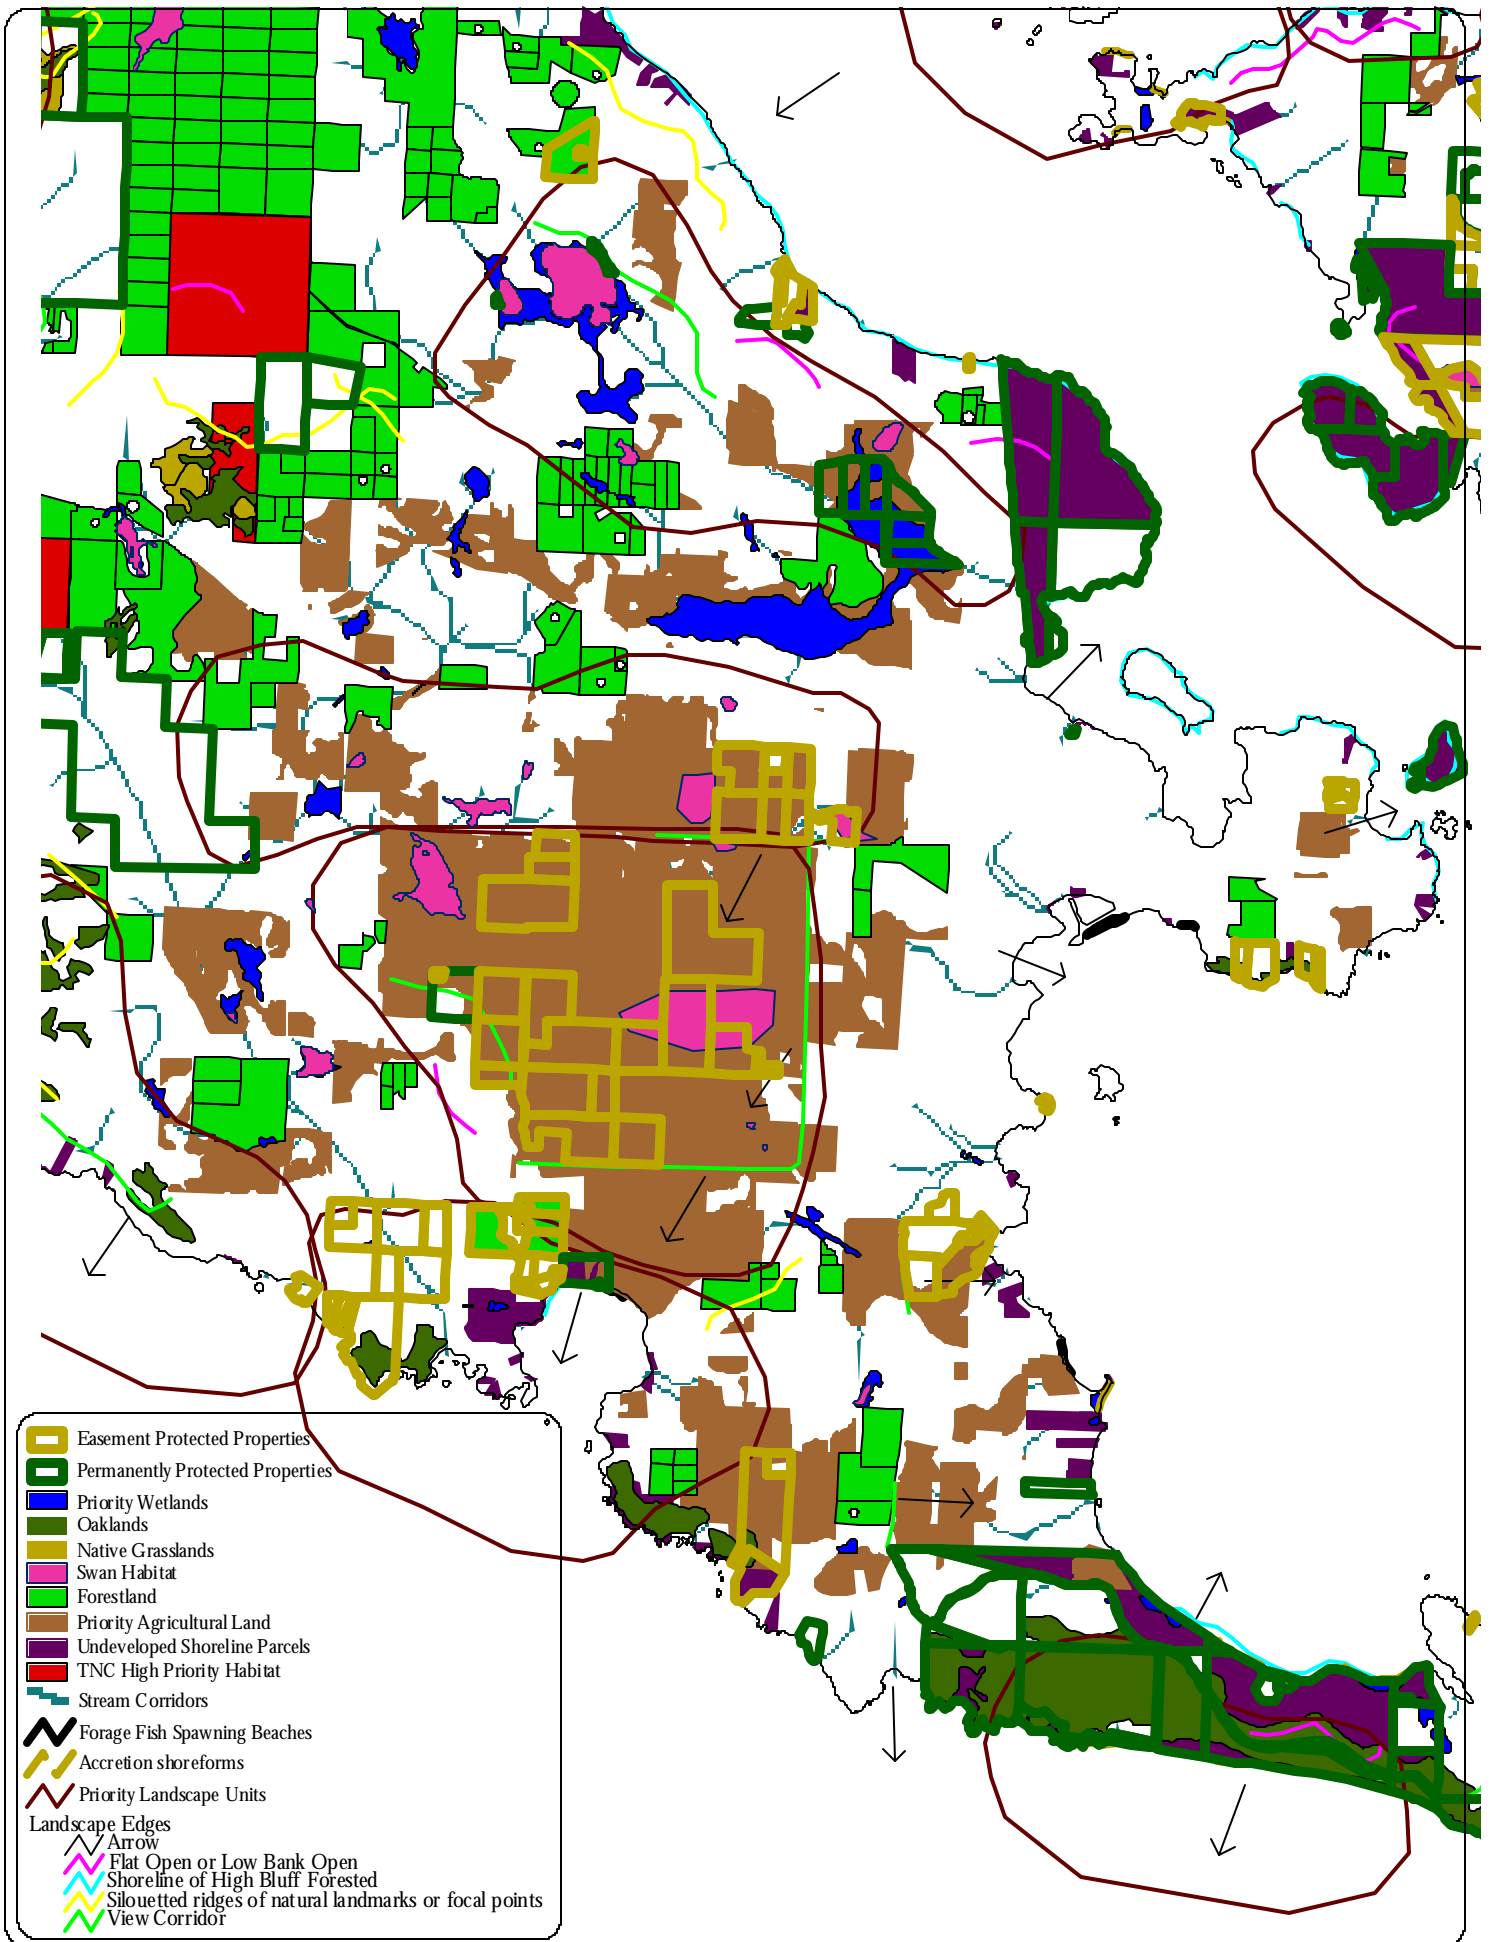 Easement Protected Properties
Permanently Protected Properties
Priority Wetlands
Oaklands
Native Grasslands
Swan Habitat
Forestland
Priority Agricultural Land
Undeveloped Shoreline Parcels
TNC High Priority Habitat
Stream Corridors
Forage Fish Spawning Beaches
Accretion shoreforms
Priority Landscape Units
Landscape Edges
Arrow
Flat Open or Low Bank Open
Shoreline of High Bluff Forested
Silouetted ridges of natural landmarks or focal points
View Corridor